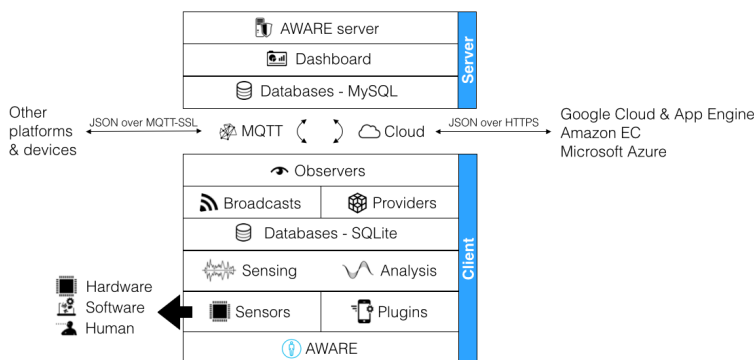 AWARE server
Dashboard
Databases - MySQL
Server
Other
platforms
& devices
JSON over MQTT-SSL
MQTT
Cloud
JSON over HTTPS
Google Cloud & App Engine
Amazon EC
Microsoft Azure
Observers
Broadcasts
Providers
Databases - SQLite
Sensing
Analysis
Client
Hardware
Software
Human
Sensors
Plugins
AWARE